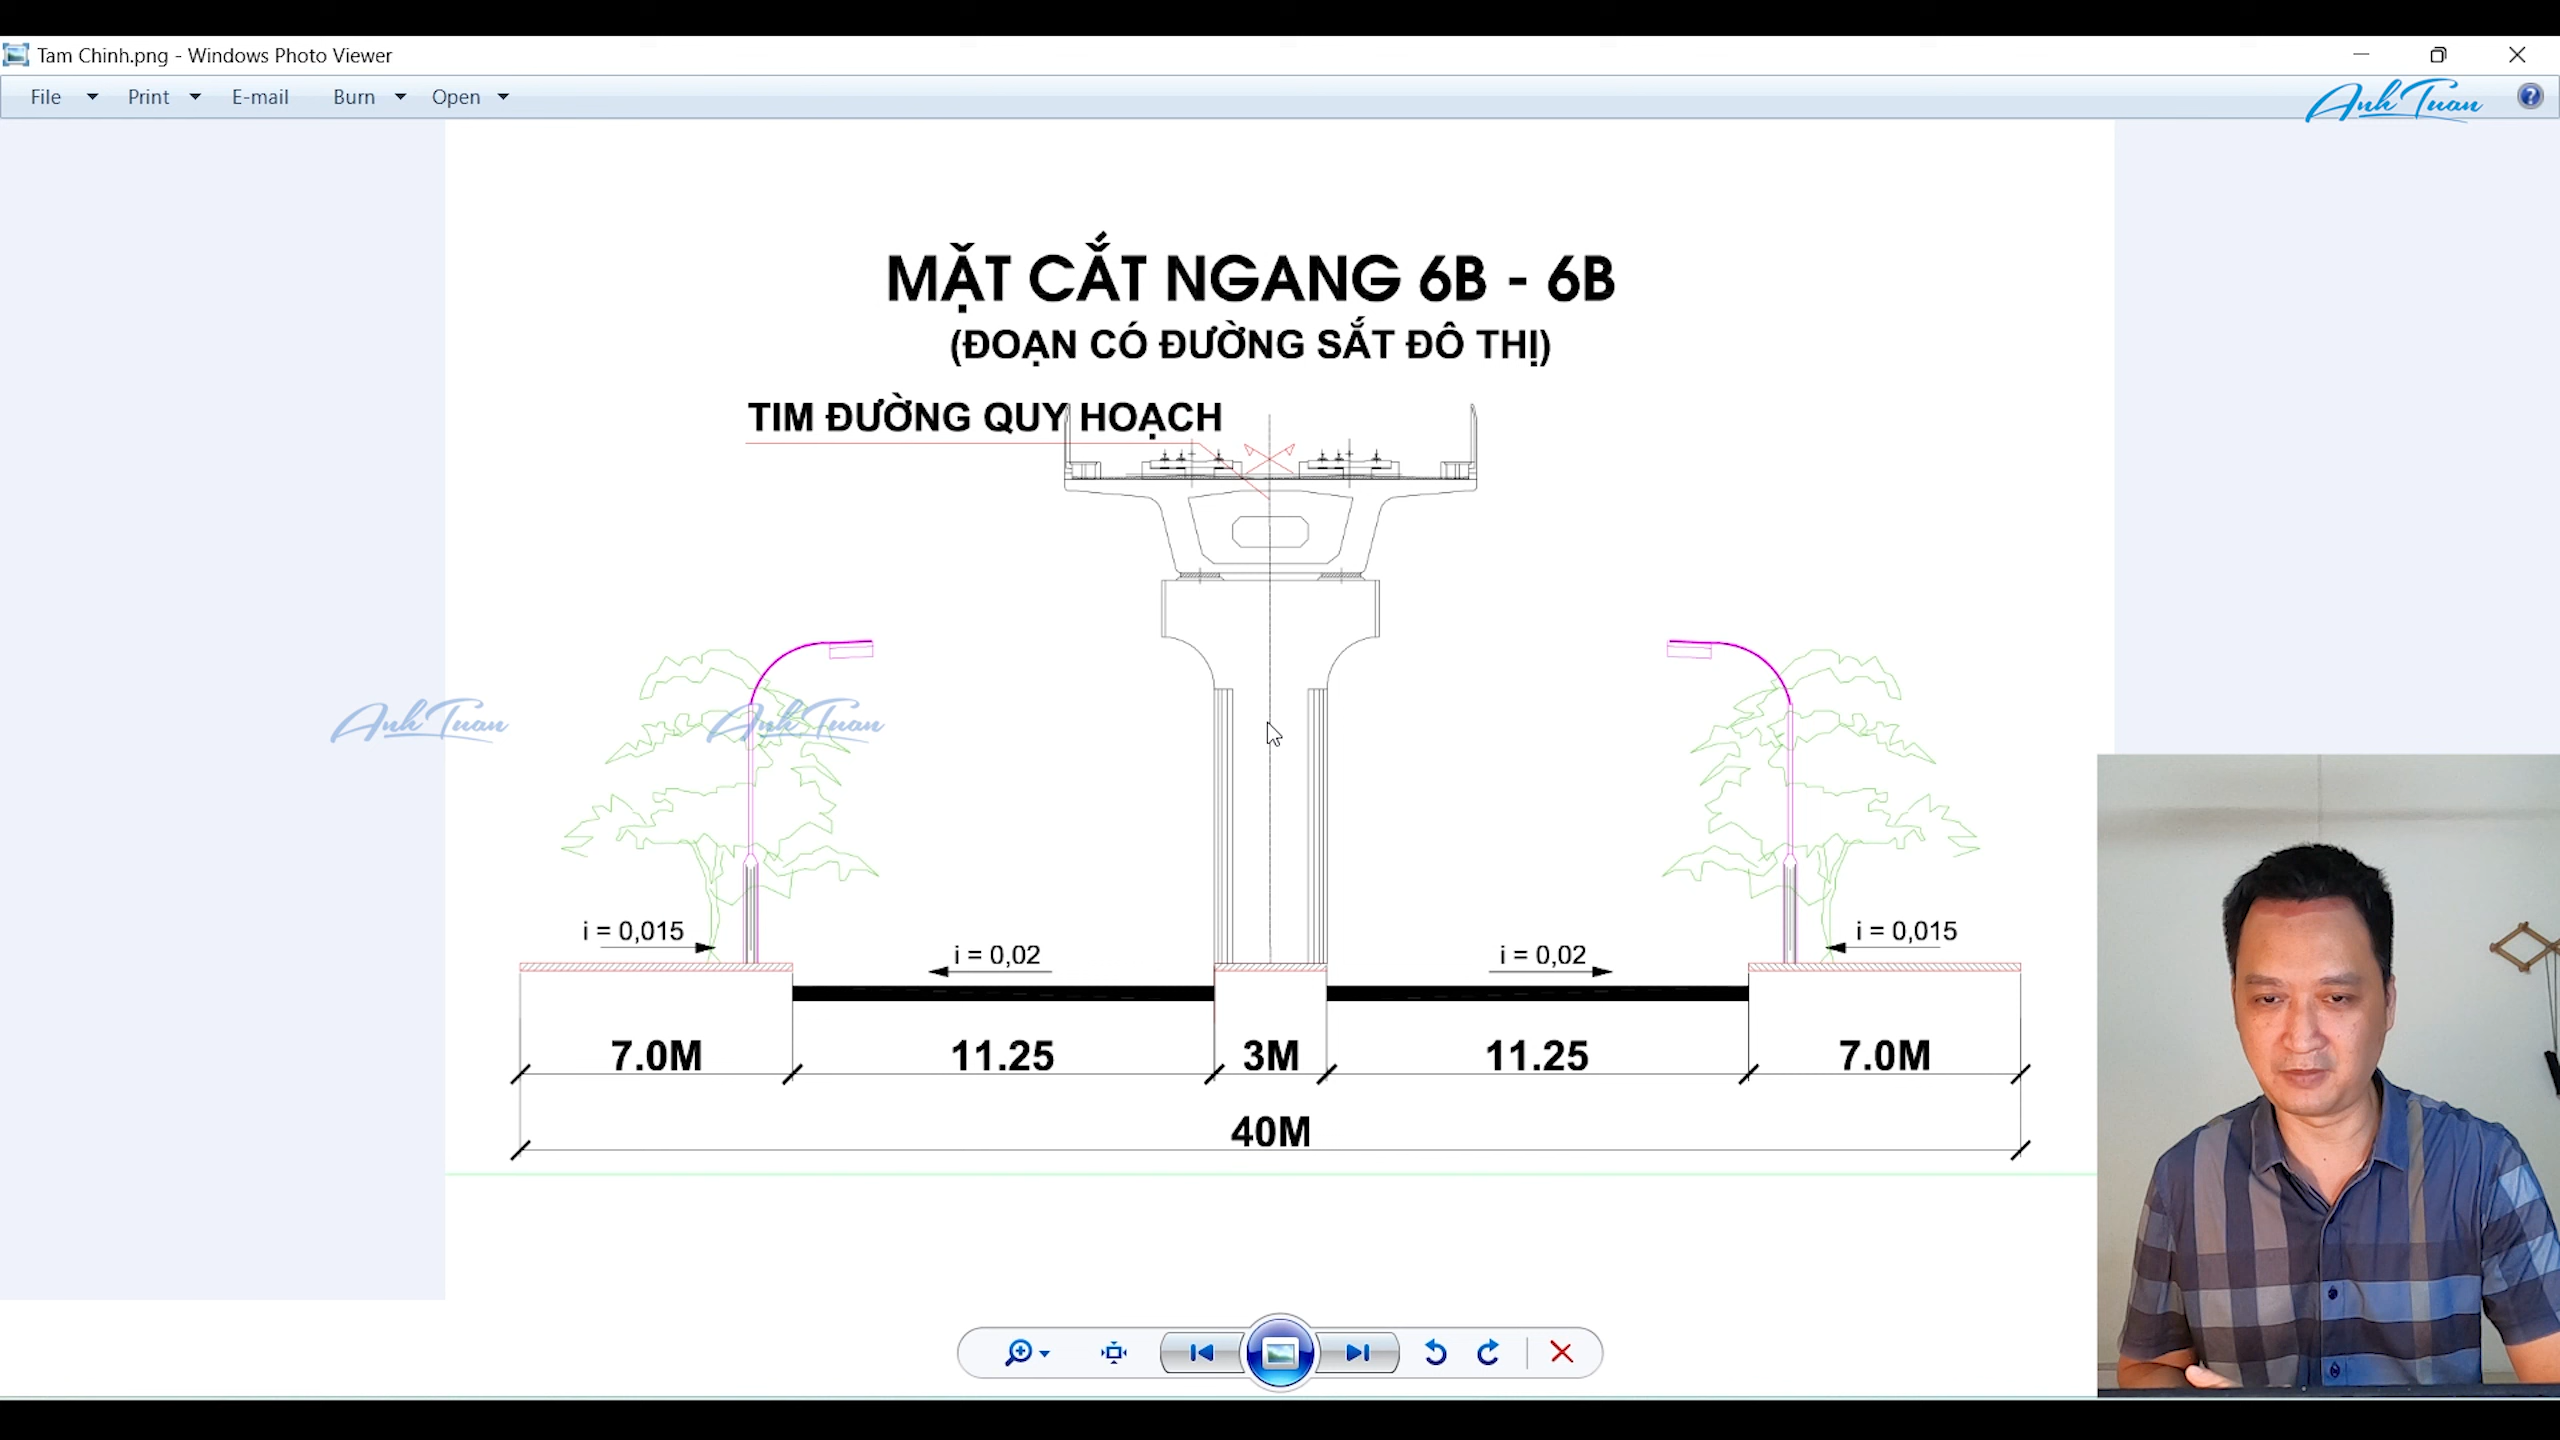 Tam Chinh.png - Windows Photo Viewer
File Print E-mail Burn Open
Anh Tuan
MẶT CẮT NGANG 6B - 6B
(ĐOẠN CÓ ĐƯỜNG SẮT ĐÔ THỊ)
TIM ĐƯỜNG QUY HOẠCH
Anh Tuan Anh Tuan
i = 0,015 i = 0,02 i = 0,02 i = 0,015
7.0M 11.25 3M 11.25 7.0M
40M